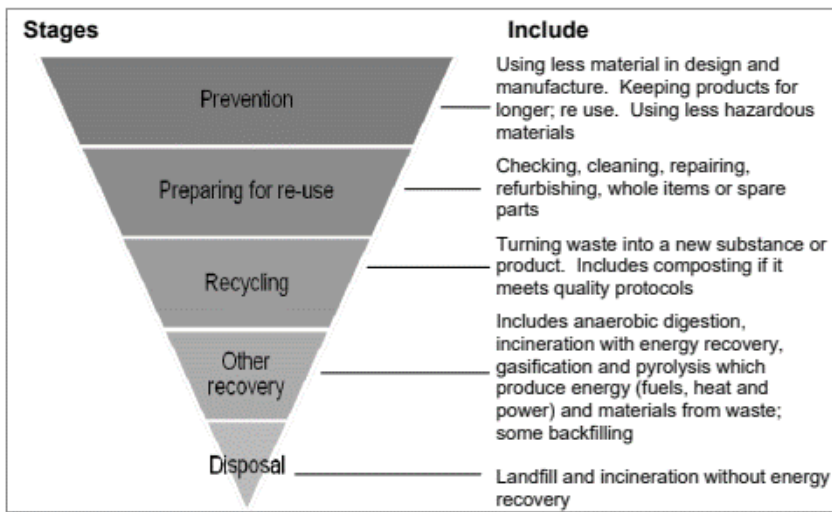 Stages
Include
Prevention
Using less material in design and
manufacture. Keeping products for
longer; re use. Using less hazardous
materials
Preparing for re-use
Checking, cleaning, repairing,
refurbishing, whole items or spare
parts
Recycling
Turning waste into a new substance or
product. Includes composting if it
meets quality protocols
Other
recovery
Includes anaerobic digestion,
incineration with energy recovery,
gasification and pyrolysis which
produce energy (fuels, heat and
power) and materials from waste;
some backfilling
Disposal
Landfill and incineration without energy
recovery